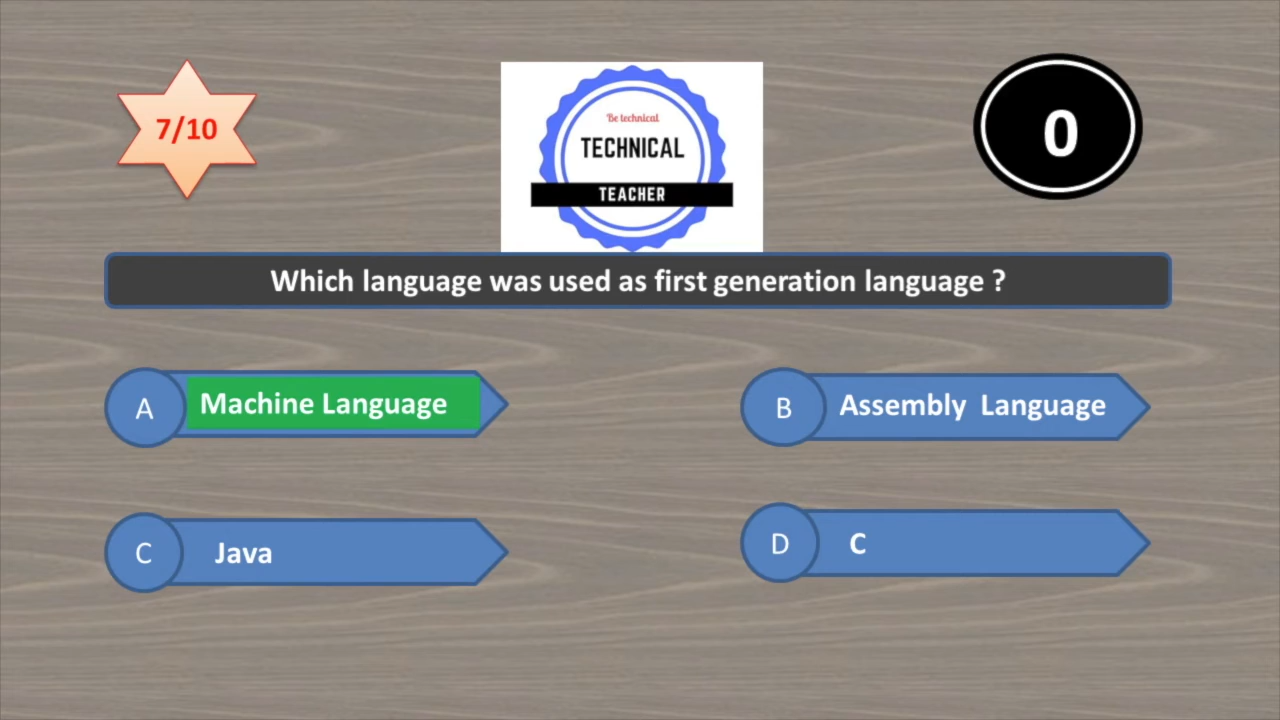 7/10
Be technical
TECHNICAL
TEACHER
0
Which language was used as first generation language ?
A Machine Language
B Assembly Language
C Java
D C